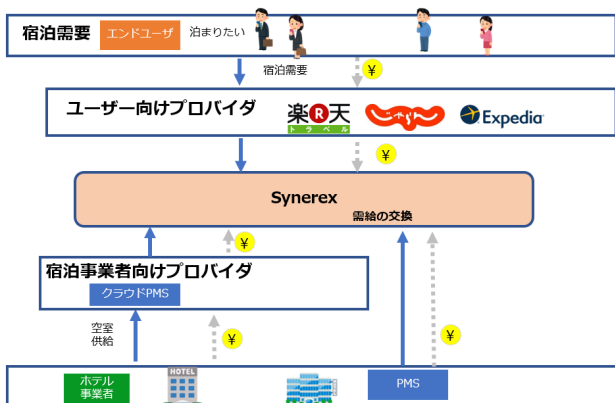 宿泊需要
エンドユーザ
泊まりたい
宿泊需要
¥
ユーザー向けプロバイダ
楽R天
トラベル
じゃらん
Expedia
¥
Synerex
需給の交換
¥
宿泊事業者向けプロバイダ
クラウドPMS
空室
供給
¥
¥
ホテル
事業者
HOTEL
PMS